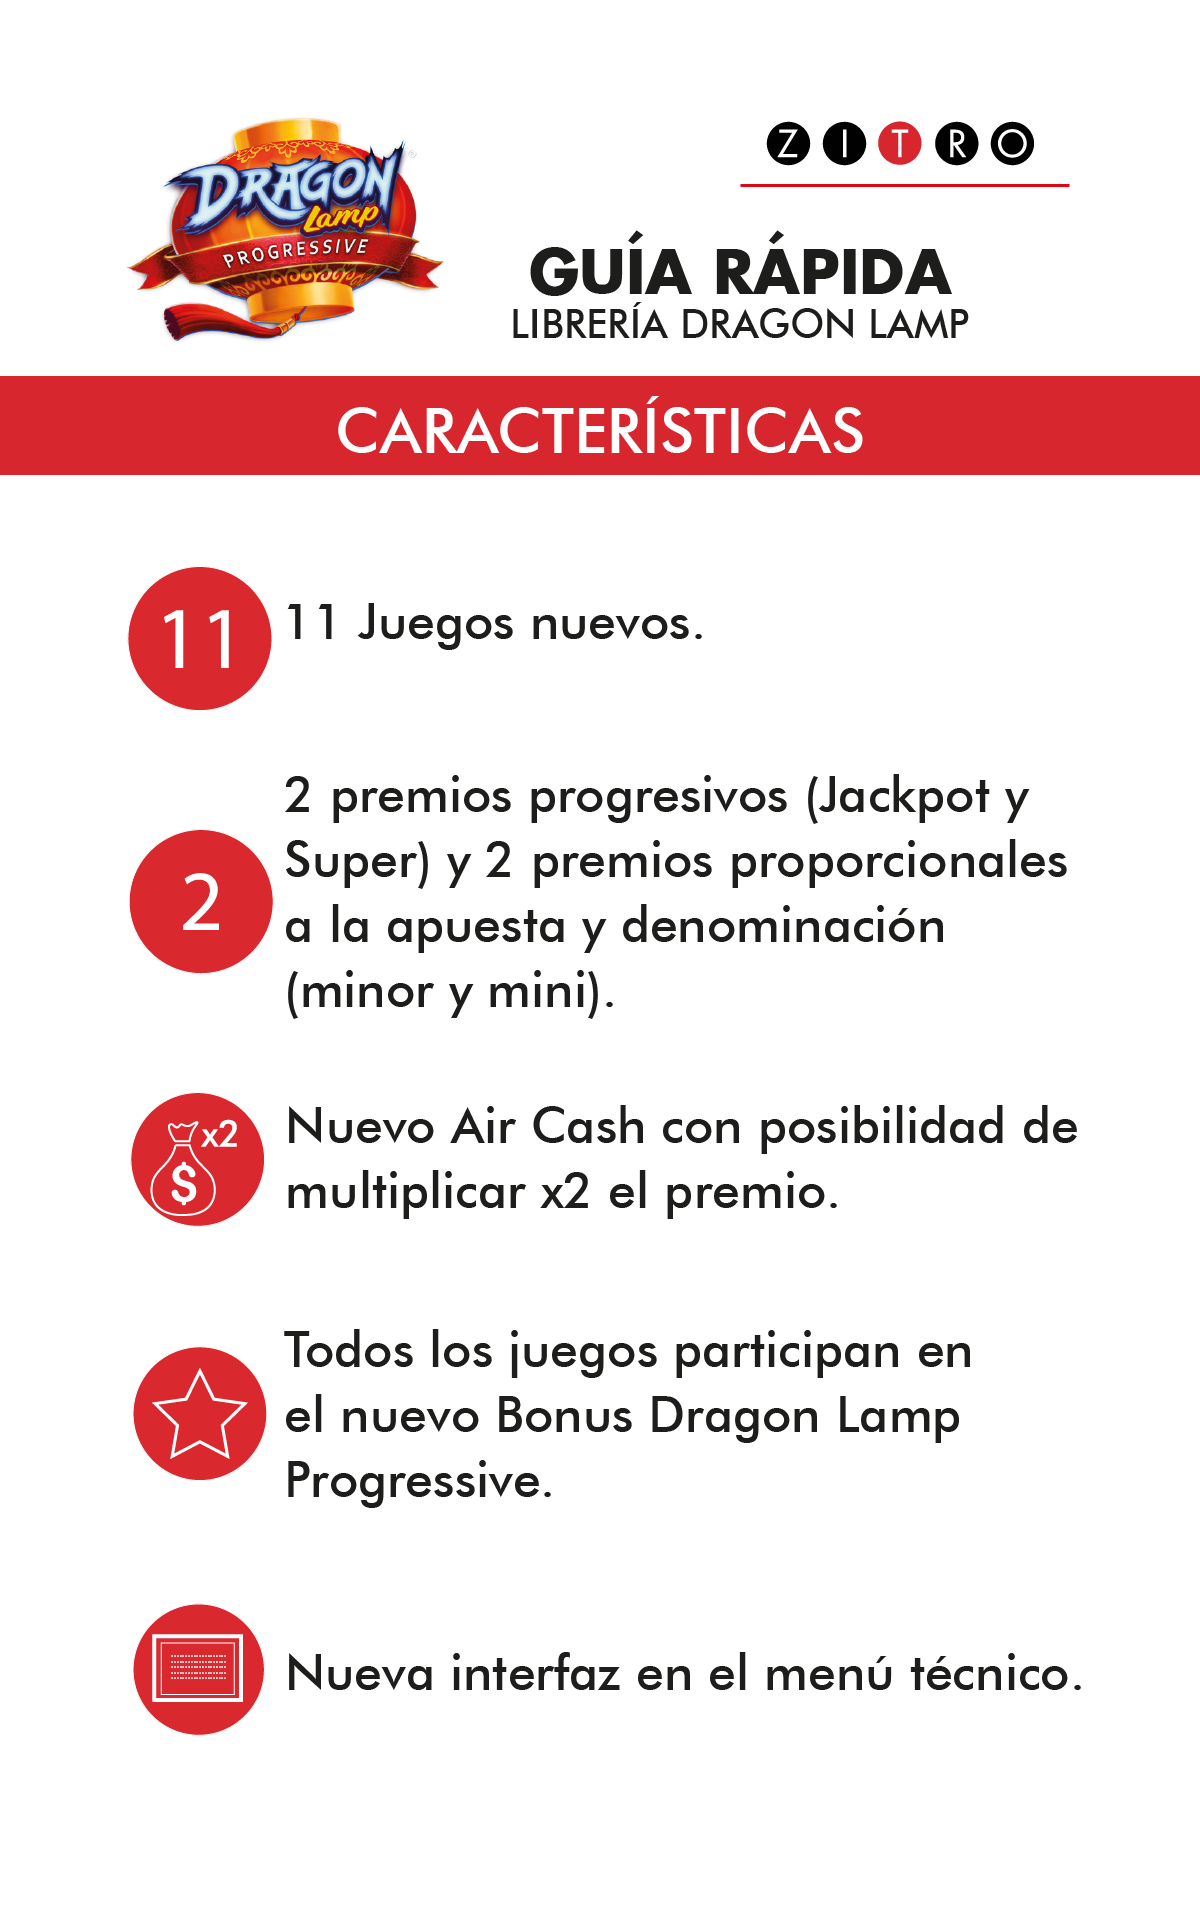 DRAGON
Lamp
PROGRESSIVE
ZITRO
GUÍA RÁPIDA
LIBRERÍA DRAGON LAMP
CARACTERÍSTICAS
11
11 Juegos nuevos.
2 premios progresivos (Jackpot y
Super) y 2 premios proporcionales
2
a la apuesta y denominación
(minor y mini).
x2
$
Nuevo Air Cash con posibilidad de
multiplicar x2 el premio.
Todos los juegos participan en
el nuevo Bonus Dragon Lamp
Progressive.
Nueva interfaz en el menú técnico.